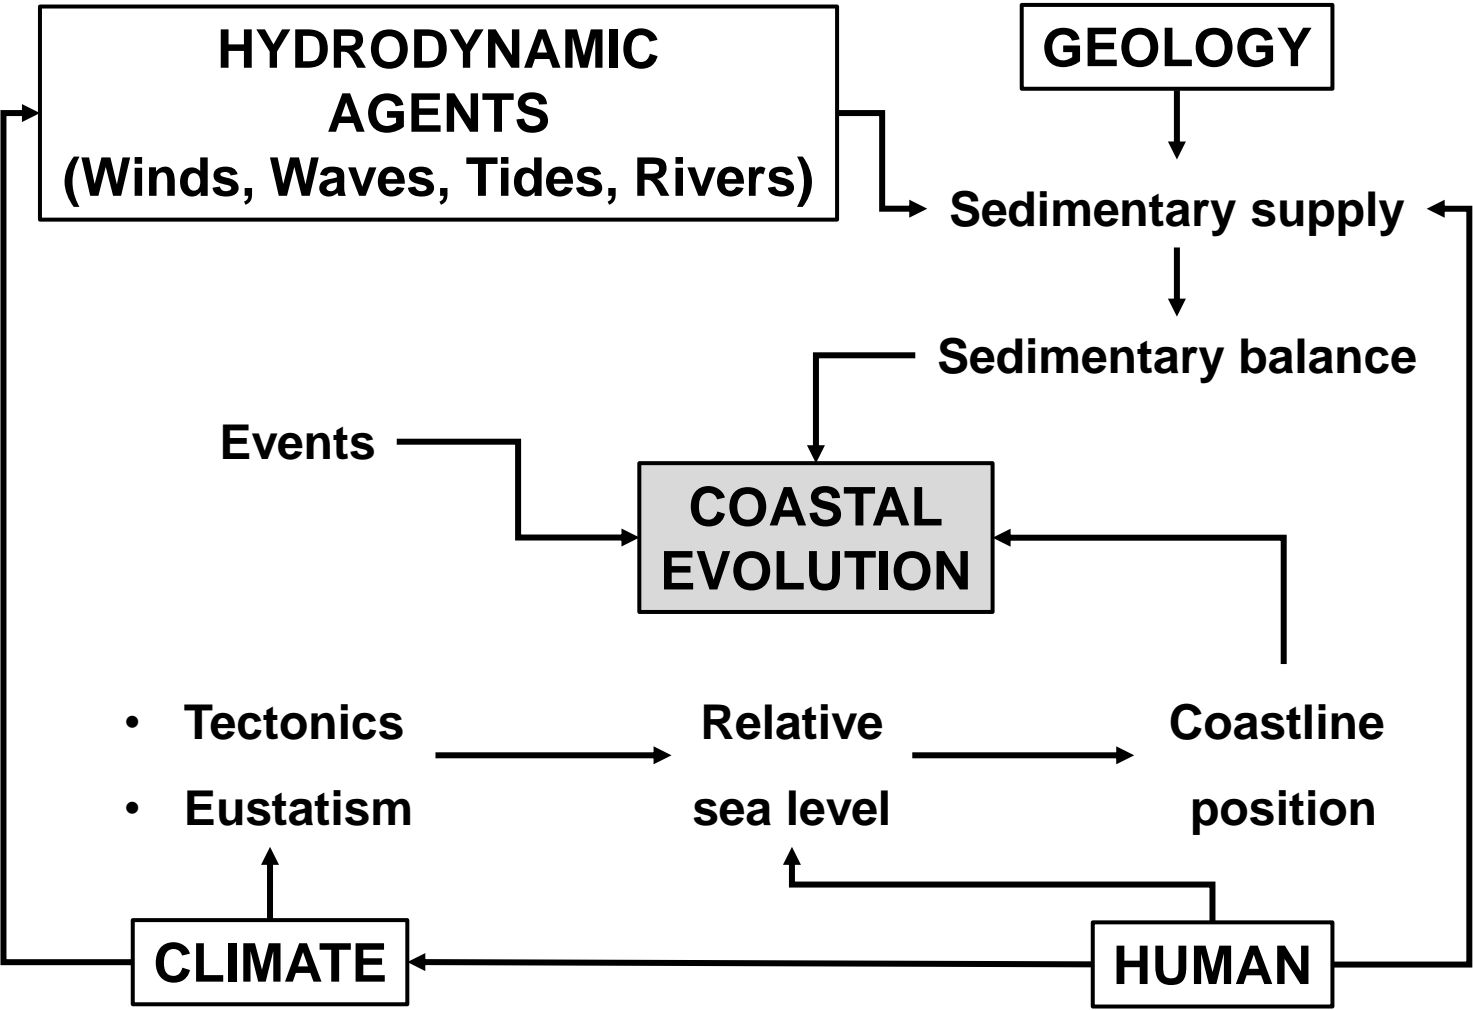 HYDRODYNAMIC
AGENTS
(Winds, Waves, Tides, Rivers)
GEOLOGY
Sedimentary supply
Sedimentary balance
Events
COASTAL
EVOLUTION
• Tectonics
• Eustatism
Relative
sea level
Coastline
position
CLIMATE
HUMAN